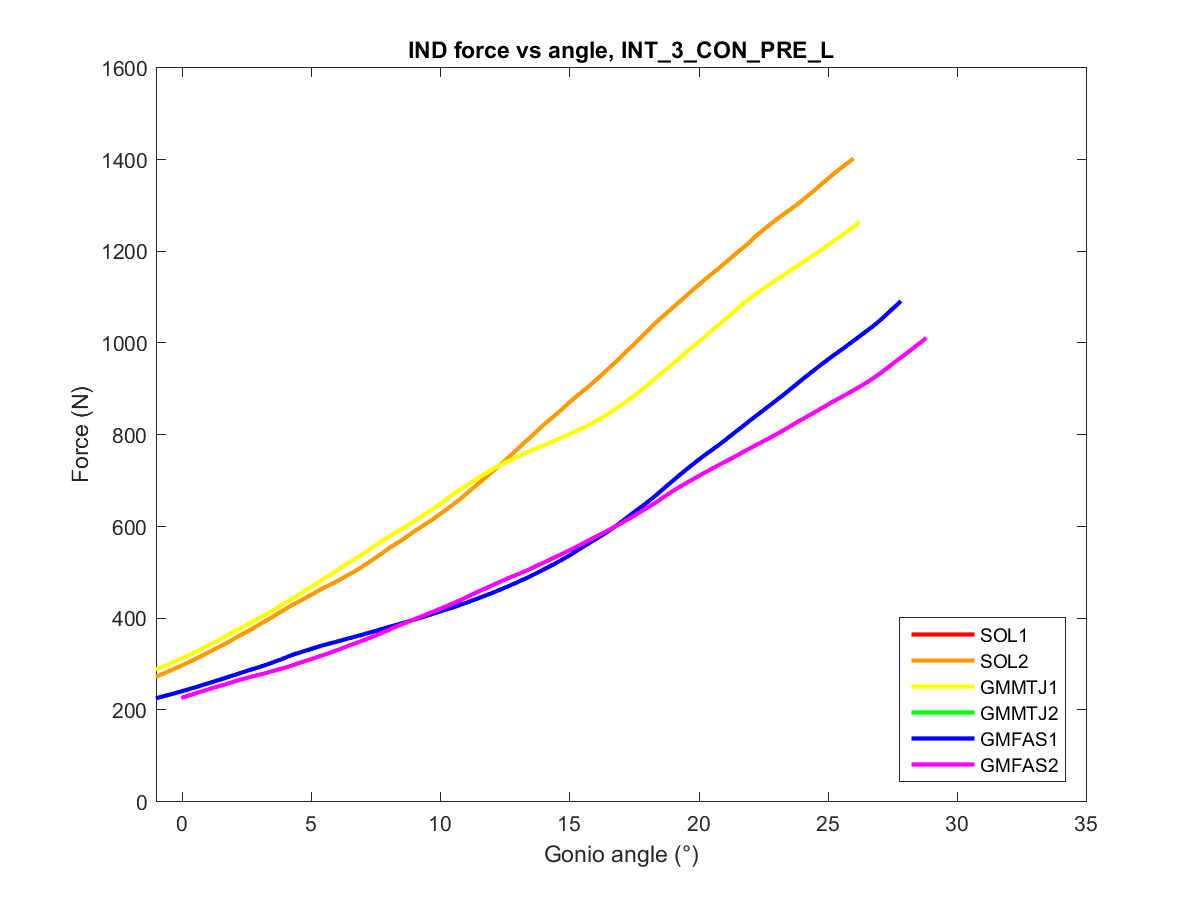 IND force vs angle, INT_3_CON_PRE_L
1600
1400
1200
1000
800
600
400
200
0
Force (N)
0 5 10 15 20 25 30 35
Gonio angle (°)
SOL1
SOL2
GMMTJ1
GMMTJ2
GMFAS1
GMFAS2